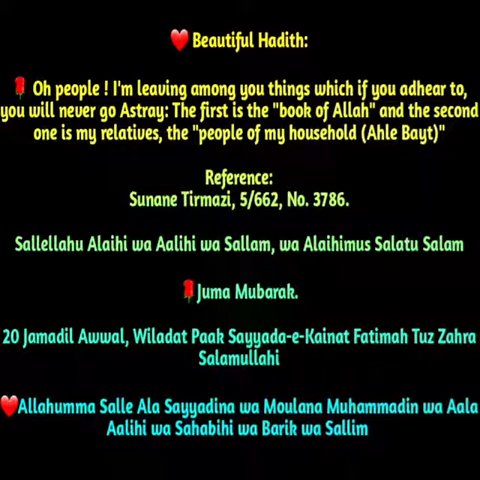 ❤️ Beautiful Hadith:
🌹 Oh people ! I'm leaving among you things which if you adhear to,
you will never go Astray: The first is the "book of Allah" and the second
one is my relatives, the "people of my household (Ahle Bayt)"
Reference:
Sunane Tirmazi, 5/662, No. 3786.
Sallellahu Alaihi wa Aalihi wa Sallam, wa Alaihimus Salatu Salam
🌹Juma Mubarak.
20 Jamadil Awwal, Wiladat Paak Sayyada-e-Kainat Fatimah Tuz Zahra
Salamullahi
❤️Allahumma Salle Ala Sayyadina wa Moulana Muhammadin wa Aala
Aalihi wa Sahabihi wa Barik wa Sallim